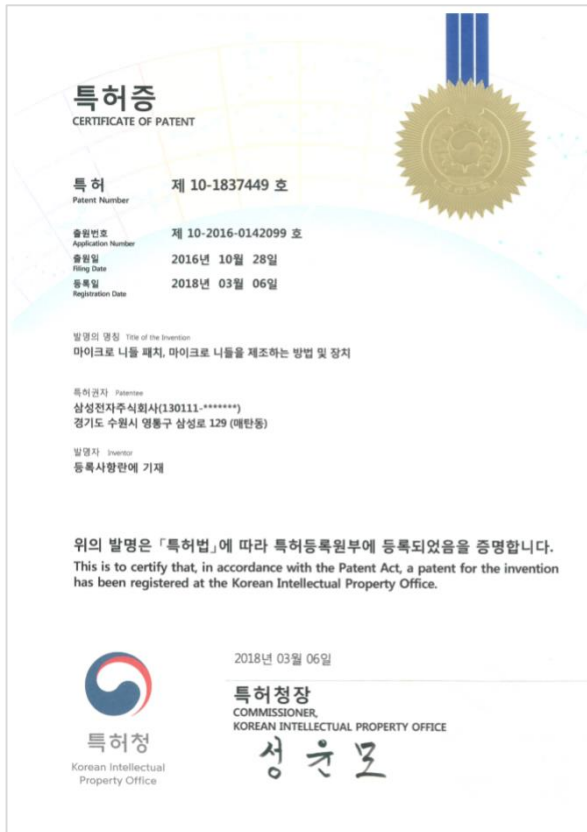 특허증
CERTIFICATE OF PATENT
특 허 제 10-1837449 호
Patent Number
출원번호 제 10-2016-0142099 호
Application Number
출원일 2016년 10월 28일
Filing Date
등록일 2018년 03월 06일
Registration Date
발명의 명칭 Title of the Invention
마이크로 니들 패치, 마이크로 니들을 제조하는 방법 및 장치
특허권자 Patentee
삼성전자주식회사(130111-*******)
경기도 수원시 영통구 삼성로 129 (매탄동)
발명자 Inventor
등록사항란에 기재
위의 발명은 「특허법」에 따라 특허등록원부에 등록되었음을 증명합니다.
This is to certify that, in accordance with the Patent Act, a patent for the invention
has been registered at the Korean Intellectual Property Office.
2018년 03월 06일
특허청장
COMMISSIONER,
KOREAN INTELLECTUAL PROPERTY OFFICE
성윤모
특허청
Korean Intellectual
Property Office